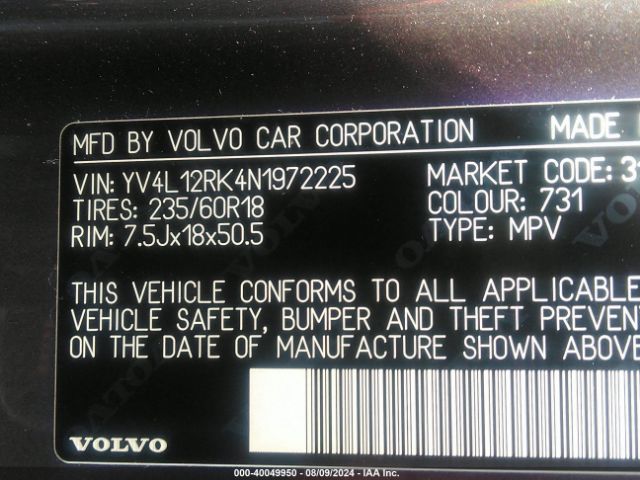 MFD BY VOLVO CAR CORPORATION MADE
VIN: YV4L12RK4N1972225 MARKET CODE: 31
TIRES: 235/60R18 COLOUR: 731
RIM: 7.5Jx18x50.5 TYPE: MPV
THIS VEHICLE CONFORMS TO ALL APPLICABLE
VEHICLE SAFETY, BUMPER AND THEFT PREVENT
ON THE DATE OF MANUFACTURE SHOWN ABOVE
VOLVO
000-40049950 - 08/09/2024 - IAA Inc.